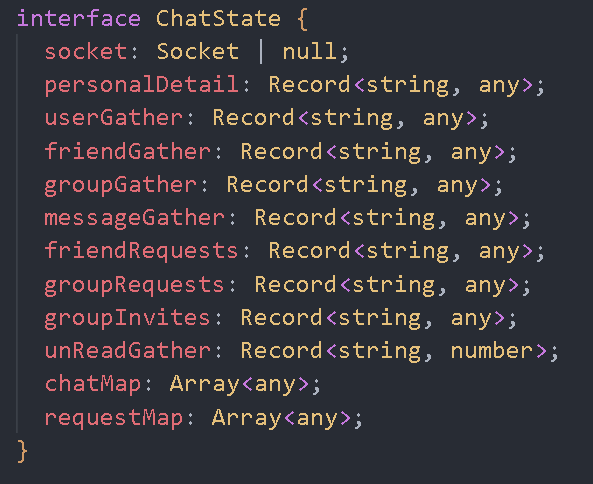 interface ChatState {
socket: Socket | null;
personalDetail: Record<string, any>;
userGather: Record<string, any>;
friendGather: Record<string, any>;
groupGather: Record<string, any>;
messageGather: Record<string, any>;
friendRequests: Record<string, any>;
groupRequests: Record<string, any>;
groupInvites: Record<string, any>;
unReadGather: Record<string, number>;
chatMap: Array<any>;
requestMap: Array<any>;
}